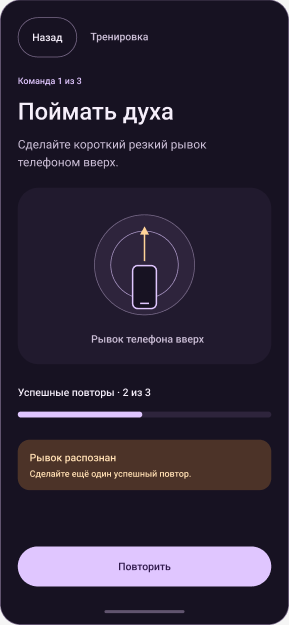 Назад
Тренировка
Команда 1 из 3
Поймать духа
Сделайте короткий резкий рывок
телефоном вверх.
Рывок телефона вверх
Успешные повторы · 2 из 3
Рывок распознан
Сделайте ещё один успешный повтор.
Повторить